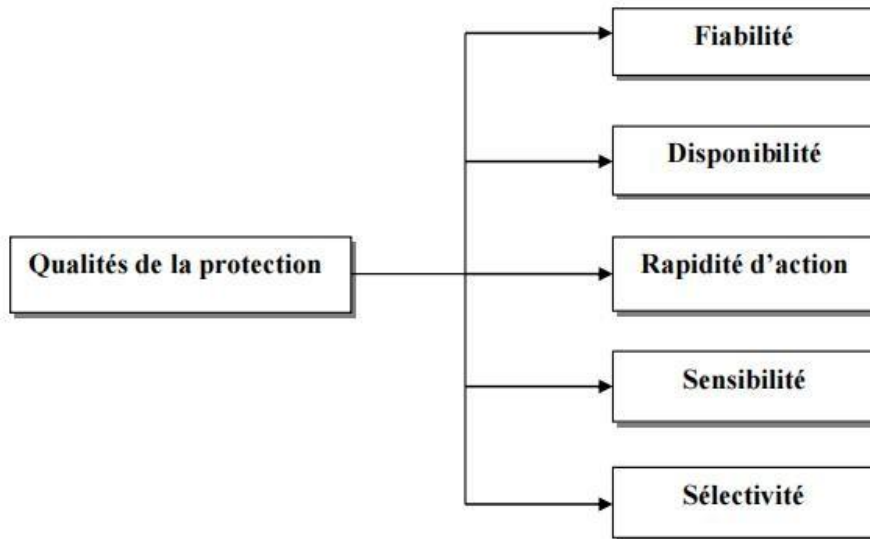 Fiabilité
Disponibilité
Qualités de la protection
Rapidité d’action
Sensibilité
Sélectivité